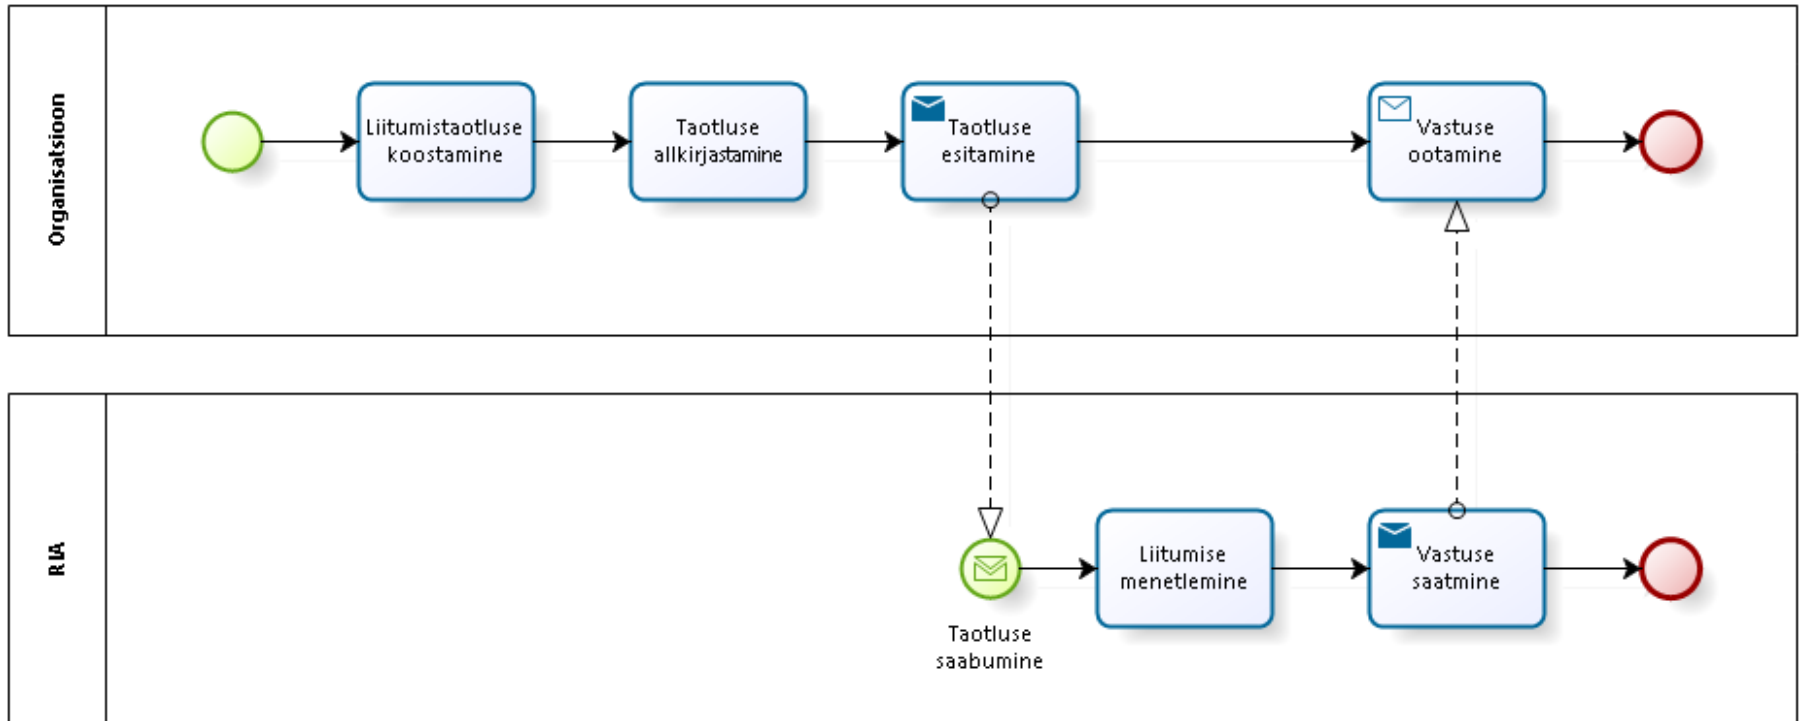 Organisatsioon
Liitumistaotluse
koostamine
Taotluse
allkirjastamine
Taotluse
esitamine
Vastuse
ootamine
RIA
Taotluse
saabumine
Liitumise
menetlemine
Vastuse
saatmine